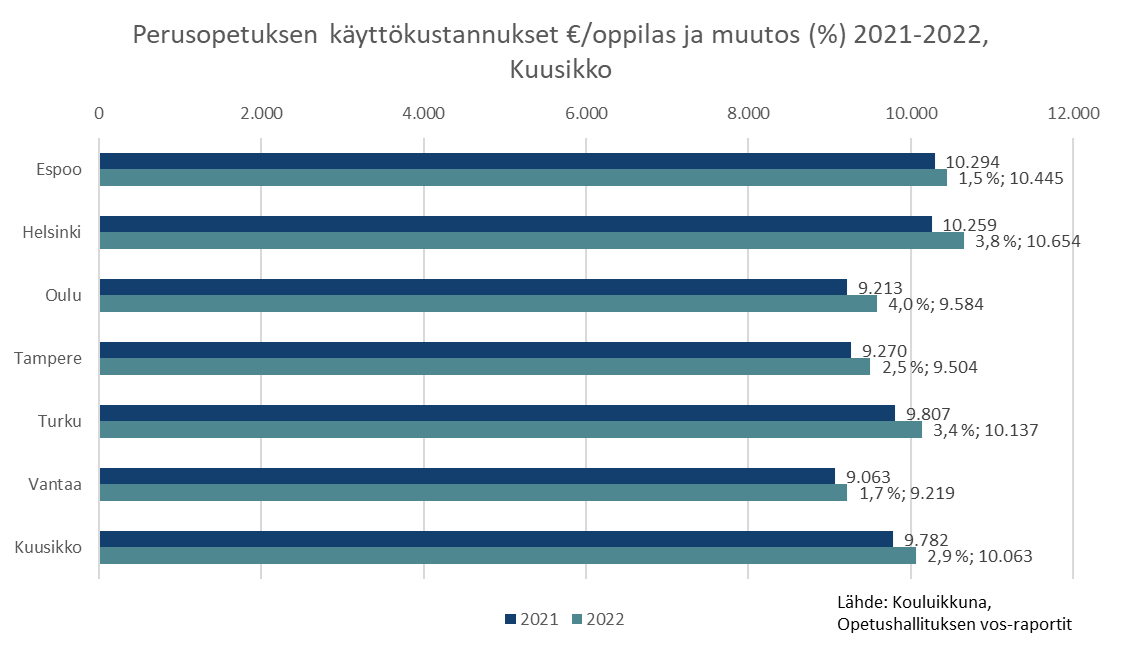 Perusopetuksen käyttökustannukset €/oppilas ja muutos (%) 2021-2022,
Kuusikko
0 2.000 4.000 6.000 8.000 10.000 12.000
Espoo
10.294
1,5 %; 10.445
Helsinki
10.259
3,8 %; 10.654
Oulu
9.213
4,0 %; 9.584
Tampere
9.270
2,5 %; 9.504
Turku
9.807
3,4 %; 10.137
Vantaa
9.063
1,7 %; 9.219
Kuusikko
9.782
2,9 %; 10.063
2021 2022
Lähde: Kouluikkuna,
Opetushallituksen vos-raportit